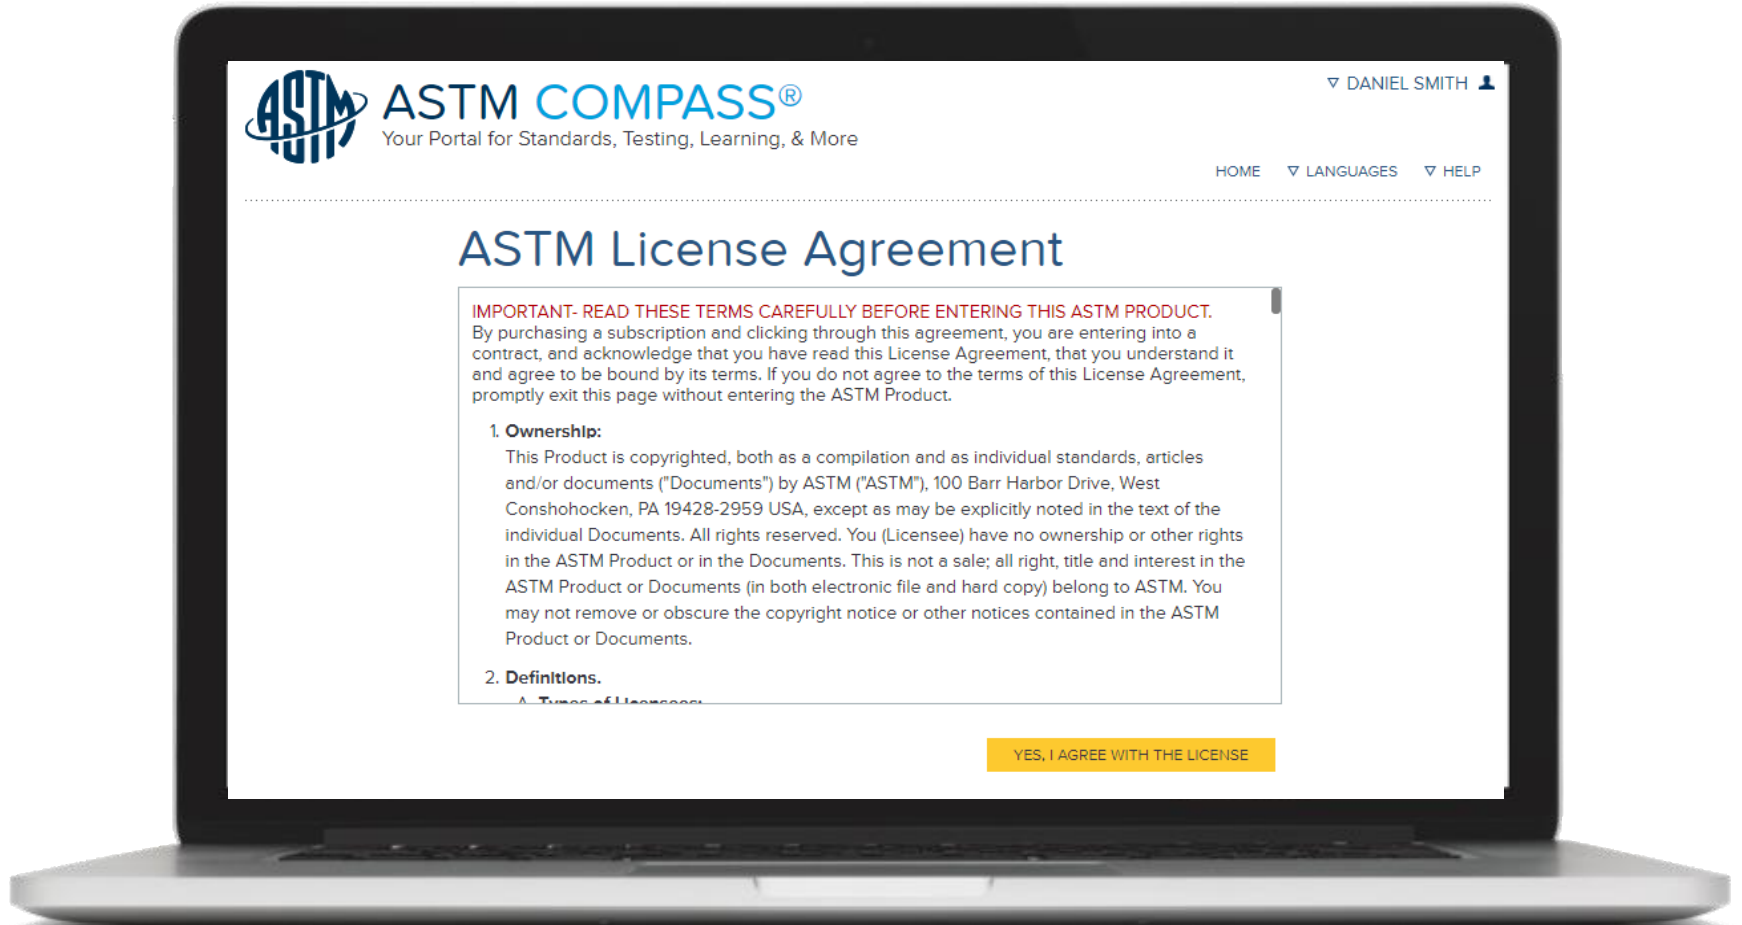 ASTM
ASTM COMPASS®
Your Portal for Standards, Testing, Learning, & More
▽ DANIEL SMITH
HOME ▽ LANGUAGES ▽ HELP
ASTM License Agreement
IMPORTANT- READ THESE TERMS CAREFULLY BEFORE ENTERING THIS ASTM PRODUCT.
By purchasing a subscription and clicking through this agreement, you are entering into a
contract, and acknowledge that you have read this License Agreement, that you understand it
and agree to be bound by its terms. If you do not agree to the terms of this License Agreement,
promptly exit this page without entering the ASTM Product.
1. Ownership:
This Product is copyrighted, both as a compilation and as individual standards, articles
and/or documents ("Documents") by ASTM ("ASTM"), 100 Barr Harbor Drive, West
Conshohocken, PA 19428-2959 USA, except as may be explicitly noted in the text of the
individual Documents. All rights reserved. You (Licensee) have no ownership or other rights
in the ASTM Product or in the Documents. This is not a sale; all right, title and interest in the
ASTM Product or Documents (in both electronic file and hard copy) belong to ASTM. You
may not remove or obscure the copyright notice or other notices contained in the ASTM
Product or Documents.
2. Definitions.
A. Types of Licensees:
YES, I AGREE WITH THE LICENSE